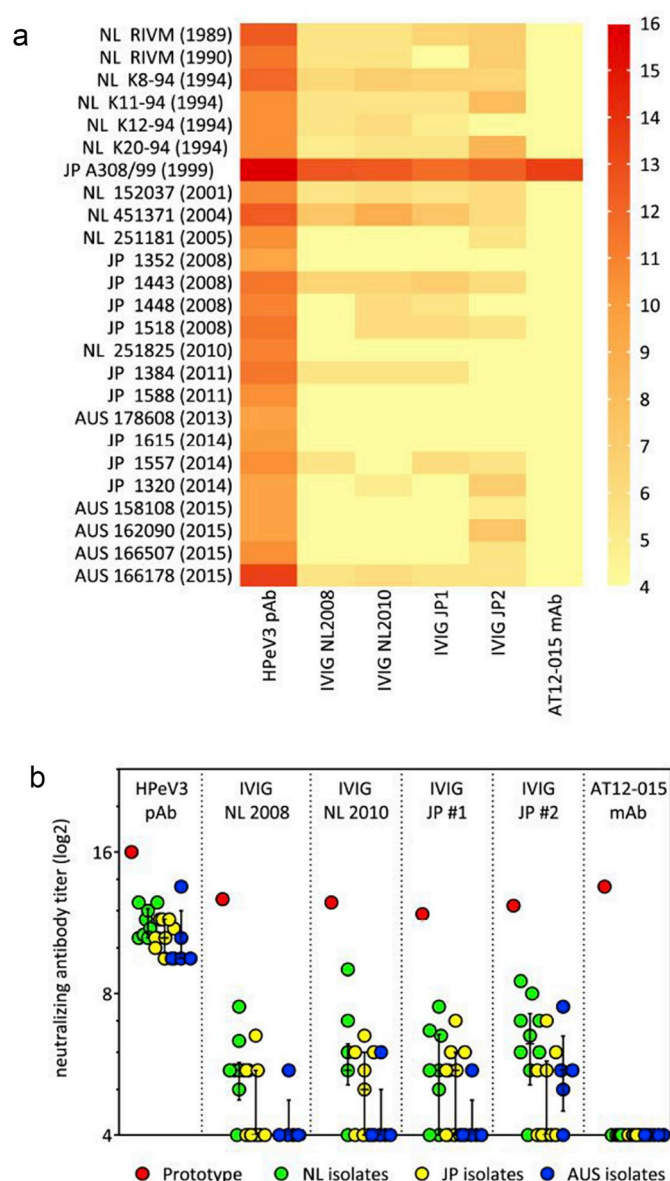 a
NL RIVM (1989)
NL RIVM (1990)
NL K8-94 (1994)
NL K11-94 (1994)
NL K12-94 (1994)
NL K20-94 (1994)
JP A308/99 (1999)
NL 152037 (2001)
NL 451371 (2004)
NL 251181 (2005)
JP 1352 (2008)
JP 1443 (2008)
JP 1448 (2008)
JP 1518 (2008)
NL 251825 (2010)
JP 1384 (2011)
JP 1588 (2011)
AUS 178608 (2013)
JP 1615 (2014)
JP 1557 (2014)
JP 1320 (2014)
AUS 158108 (2015)
AUS 162090 (2015)
AUS 166507 (2015)
AUS 166178 (2015)
HPeV3 pAb
IVIG NL2008
IVIG NL2010
IVIG JP1
IVIG JP2
AT12-015 mAb
16
15
14
13
12
11
10
9
8
7
6
5
4
b
neutralizing antibody titer (log2)
16
8
4
HPeV3
pAb
IVIG
NL 2008
IVIG
NL 2010
IVIG
JP #1
IVIG
JP #2
AT12-015
mAb
Prototype
NL isolates
JP isolates
AUS isolates